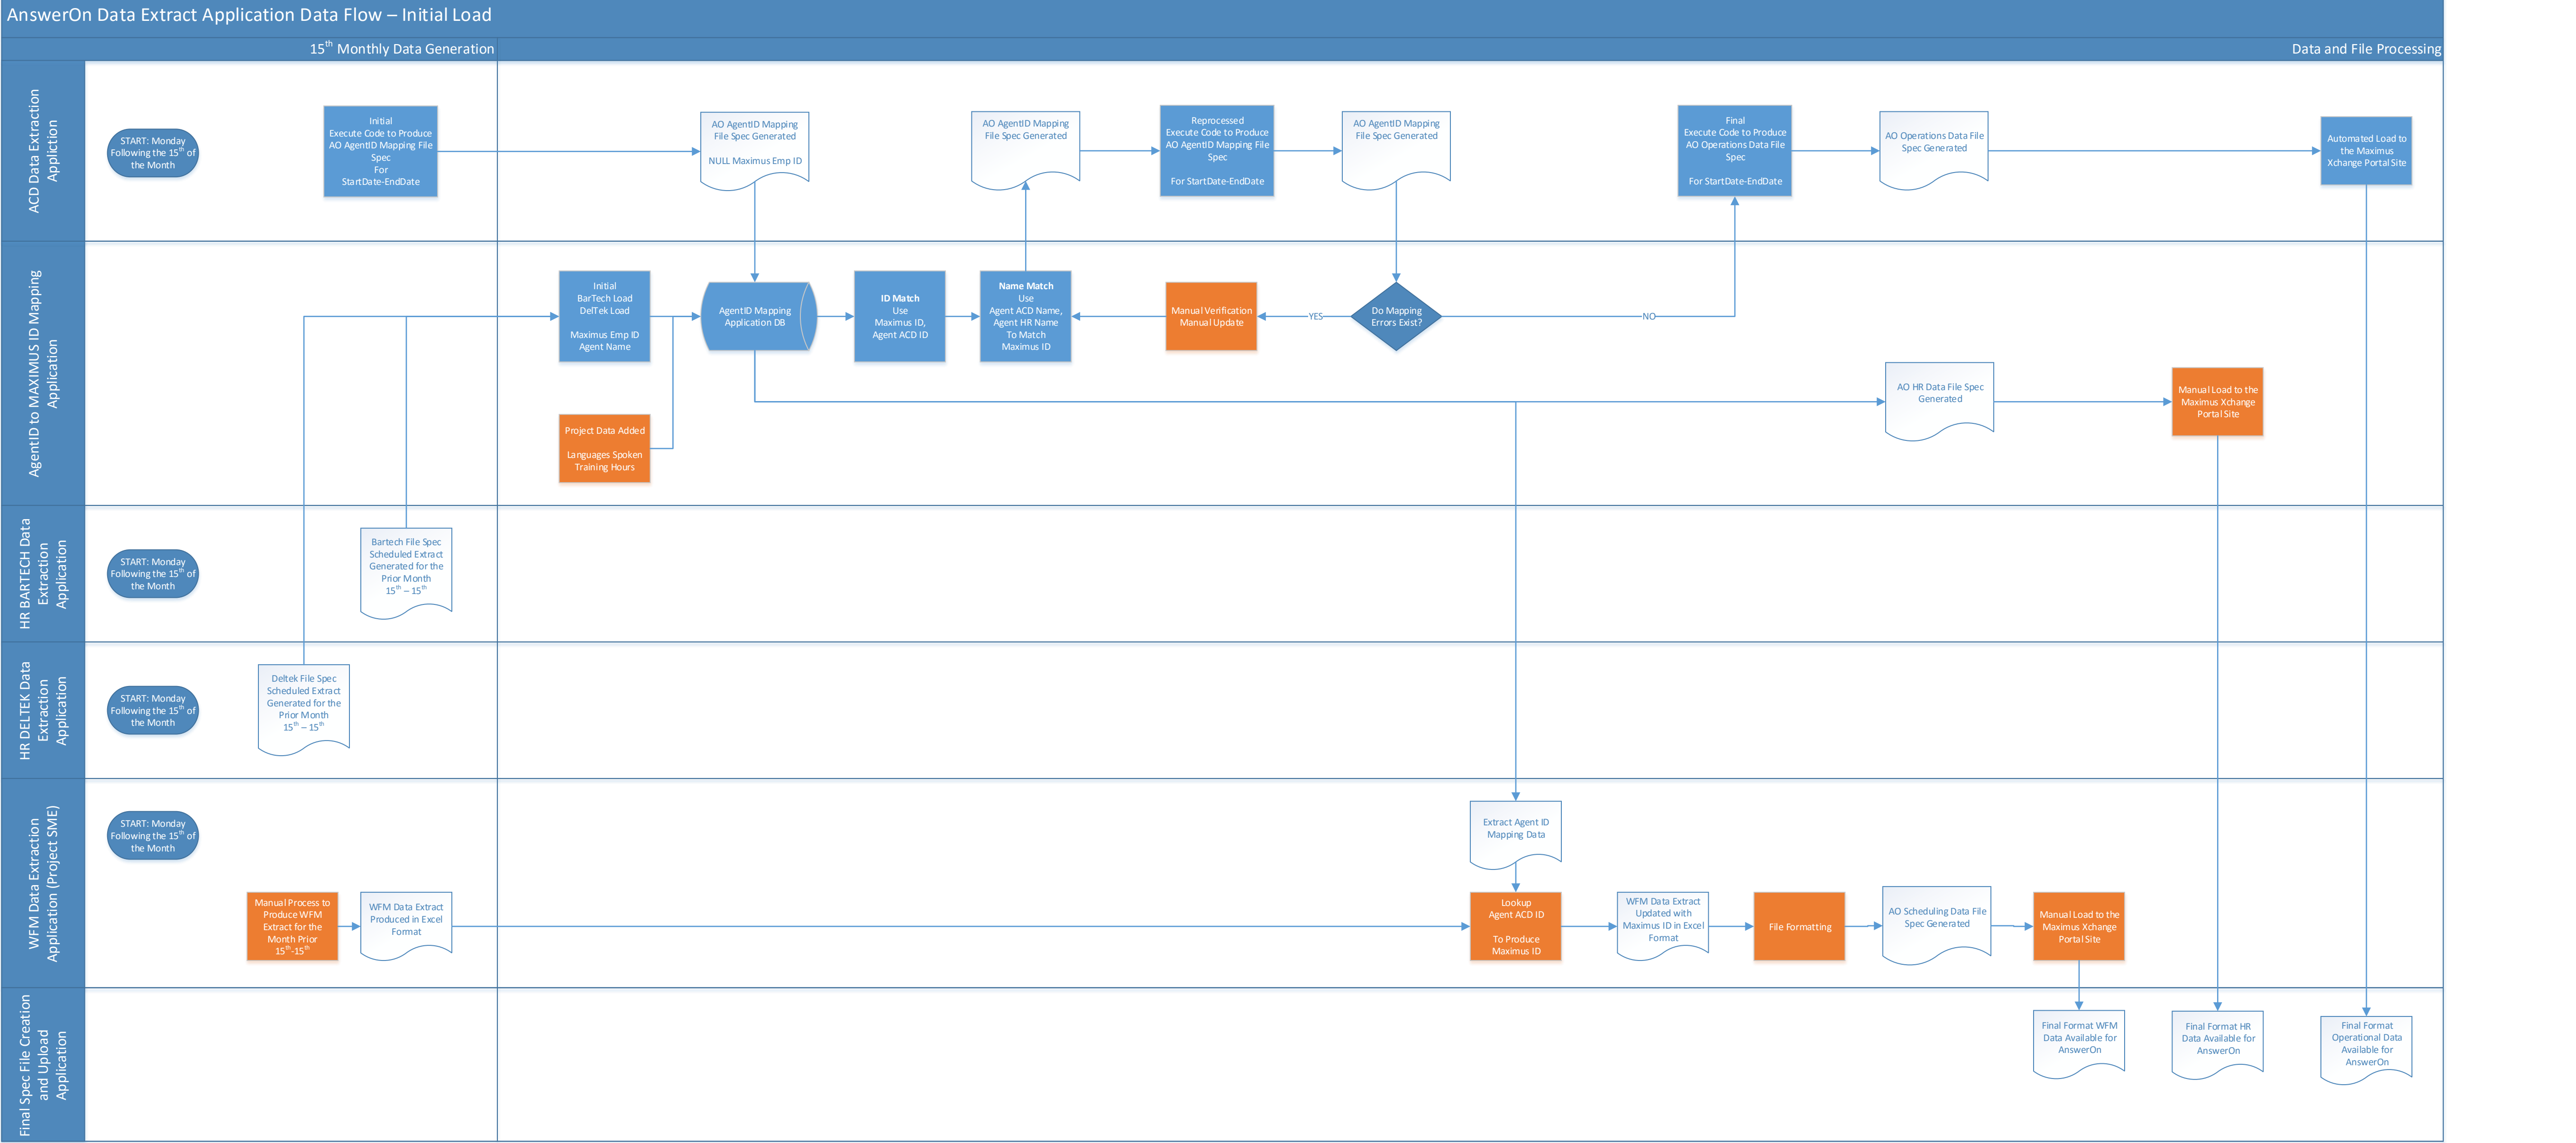 AnswerOn Data Extract Application Data Flow – Initial Load
15th Monthly Data Generation
Data and File Processing
ACD Data Extraction
Appliction
START: Monday
Following the 15th of
the Month
Initial
Execute Code to Produce
AO AgentID Mapping File
Spec
For
StartDate-EndDate
AO AgentID Mapping
File Spec Generated
NULL Maximus Emp ID
AO AgentID Mapping
File Spec Generated
Reprocessed
Execute Code to Produce
AO AgentID Mapping File
Spec
For StartDate-EndDate
AO AgentID Mapping
File Spec Generated
Final
Execute Code to Produce
AO Operations Data File
Spec
For StartDate-EndDate
AO Operations Data File
Spec Generated
Automated Load to
the Maximus
Xchange Portal Site
AgentID to MAXIMUS ID Mapping
Application
Initial
BarTech Load
DelTek Load
Maximus Emp ID
Agent Name
AgentID Mapping
Application DB
ID Match
Use
Maximus ID,
Agent ACD ID
Name Match
Use
Agent ACD Name,
Agent HR Name
To Match
Maximus ID
Manual Verification
Manual Update
YES
Do Mapping
Errors Exist?
NO
Project Data Added
Languages Spoken
Training Hours
AO HR Data File Spec
Generated
Manual Load to the
Maximus Xchange
Portal Site
HR BARTECH Data
Extraction
Application
START: Monday
Following the 15th of
the Month
Bartech File Spec
Scheduled Extract
Generated for the
Prior Month
15th – 15th
HR DELTEK Data
Extraction
Application
START: Monday
Following the 15th of
the Month
Deltek File Spec
Scheduled Extract
Generated for the
Prior Month
15th – 15th
WFM Data Extraction
Application (Project SME)
START: Monday
Following the 15th of
the Month
Manual Process to
Produce WFM
Extract for the
Month Prior
15th-15th
WFM Data Extract
Produced in Excel
Format
Extract Agent ID
Mapping Data
Lookup
Agent ACD ID
To Produce
Maximus ID
WFM Data Extract
Updated with
Maximus ID in Excel
Format
File Formatting
AO Scheduling Data File
Spec Generated
Manual Load to the
Maximus Xchange
Portal Site
Final Spec File Creation
and Upload
Application
Final Format WFM
Data Available for
AnswerOn
Final Format HR
Data Available for
AnswerOn
Final Format
Operational Data
Available for
AnswerOn